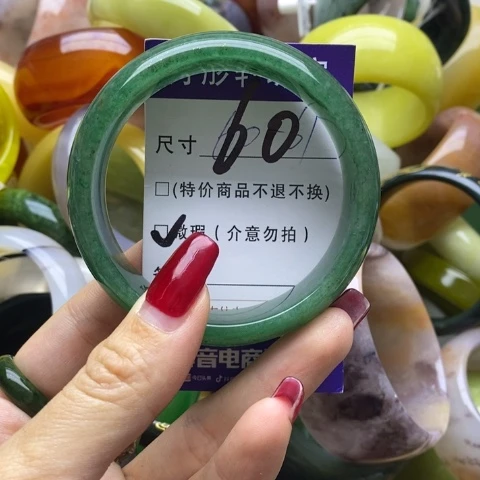 尺寸 60
□(特价商品不退不换)
微瑕(介意勿拍)
音电商